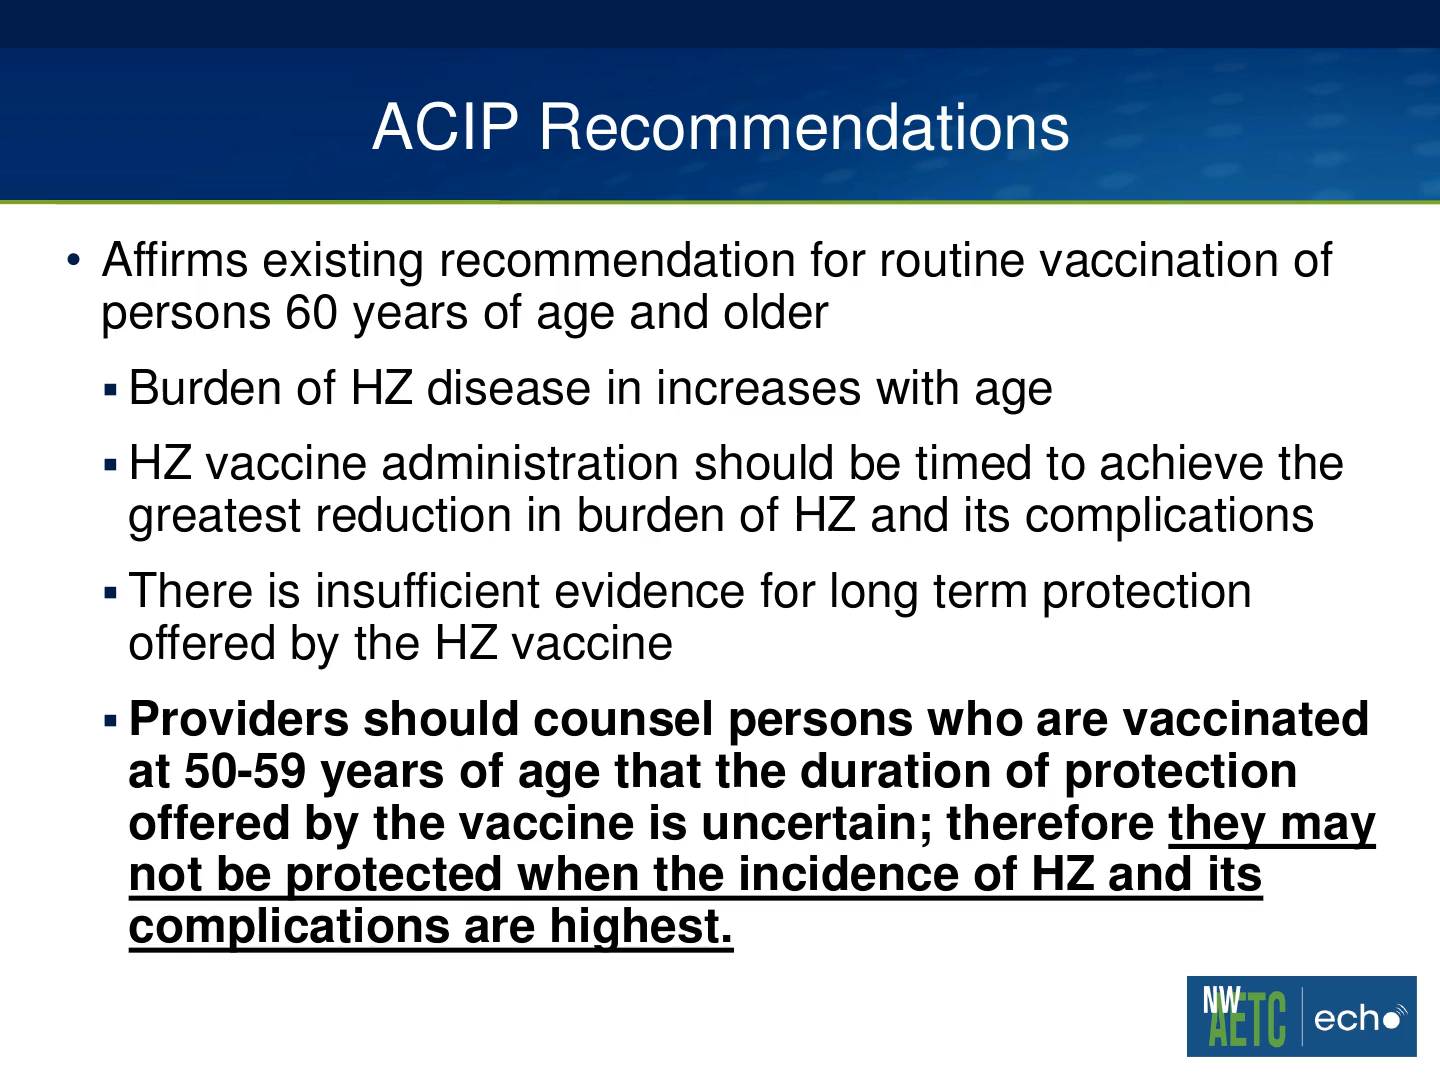 ACIP Recommendations
• Affirms existing recommendation for routine vaccination of
persons 60 years of age and older
▪ Burden of HZ disease in increases with age
▪ HZ vaccine administration should be timed to achieve the
greatest reduction in burden of HZ and its complications
▪ There is insufficient evidence for long term protection
offered by the HZ vaccine
▪ Providers should counsel persons who are vaccinated
at 50-59 years of age that the duration of protection
offered by the vaccine is uncertain; therefore they may
not be protected when the incidence of HZ and its
complications are highest.
NW
AETC
echo